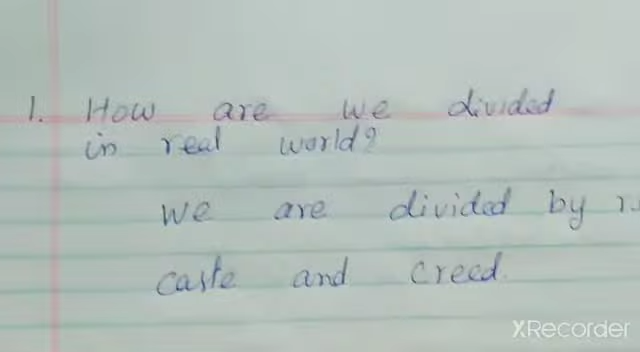 1. How are we divided
in real world?
we are divided by
caste and creed.
XRecorder